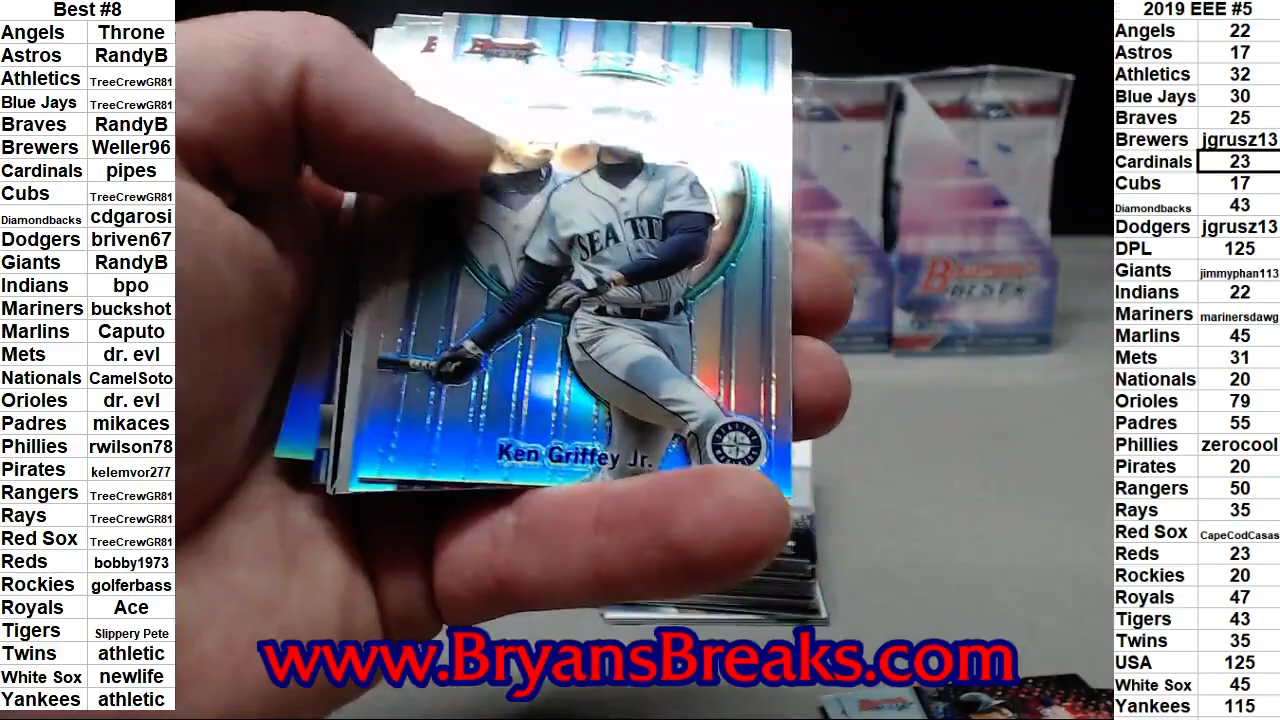 Best #8
Angels Throne
Astros RandyB
Athletics TreeCrewGR81
Blue Jays TreeCrewGR81
Braves RandyB
Brewers Weller96
Cardinals pipes
Cubs TreeCrewGR81
Diamondbacks cdgarosi
Dodgers briven67
Giants RandyB
Indians bpo
Mariners buckshot
Marlins Caputo
Mets dr. evl
Nationals CamelSoto
Orioles dr. evl
Padres mikaces
Phillies rwilson78
Pirates kelemvor277
Rangers TreeCrewGR81
Rays TreeCrewGR81
Red Sox TreeCrewGR81
Reds bobby1973
Rockies golferbass
Royals Ace
Tigers Slippery Pete
Twins athletic
White Sox newlife
Yankees athletic
Bowman's
BEST
SEATT
Ken Griffey Jr.
SEATTLE
Bowman's
BEST
www.BryansBreaks.com
2019 EEE #5
Angels 22
Astros 17
Athletics 32
Blue Jays 30
Braves 25
Brewers jgrusz13
Cardinals 23
Cubs 17
Diamondbacks 43
Dodgers jgrusz13
DPL 125
Giants jimmyphan113
Indians 22
Mariners marinersdawg
Marlins 45
Mets 31
Nationals 20
Orioles 79
Padres 55
Phillies zerocool
Pirates 20
Rangers 50
Rays 35
Red Sox CapeCodCasas
Reds 23
Rockies 20
Royals 47
Tigers 43
Twins 35
USA 125
White Sox 45
Yankees 115